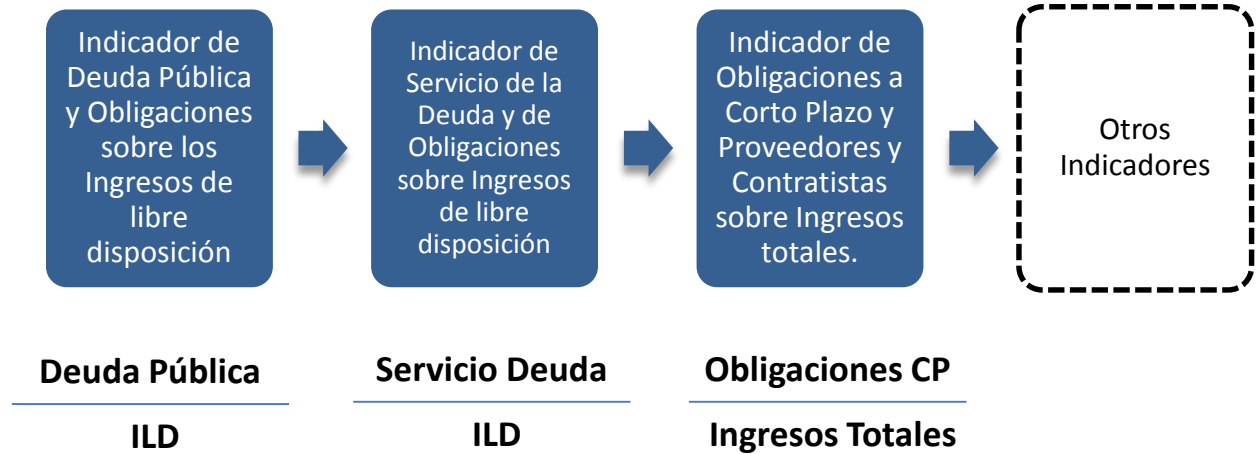 Indicador de
Deuda Pública
y Obligaciones
sobre los
Ingresos de
libre
disposición
Indicador de
Servicio de la
Deuda y de
Obligaciones
sobre Ingresos
de libre
disposición
Indicador de
Obligaciones a
Corto Plazo y
Proveedores y
Contratistas
sobre Ingresos
totales.
Otros
Indicadores
Deuda Pública
ILD
Servicio Deuda
ILD
Obligaciones CP
Ingresos Totales